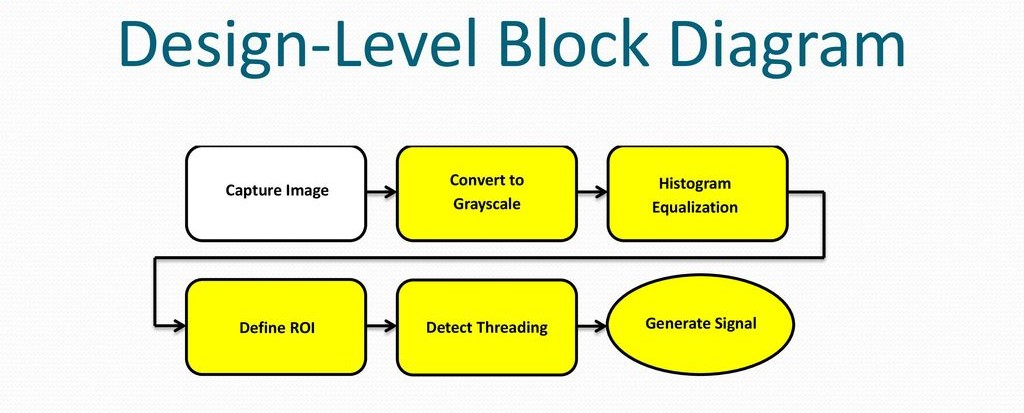 Design-Level Block Diagram
Capture Image
Convert to
Grayscale
Histogram
Equalization
Define ROI
Detect Threading
Generate Signal